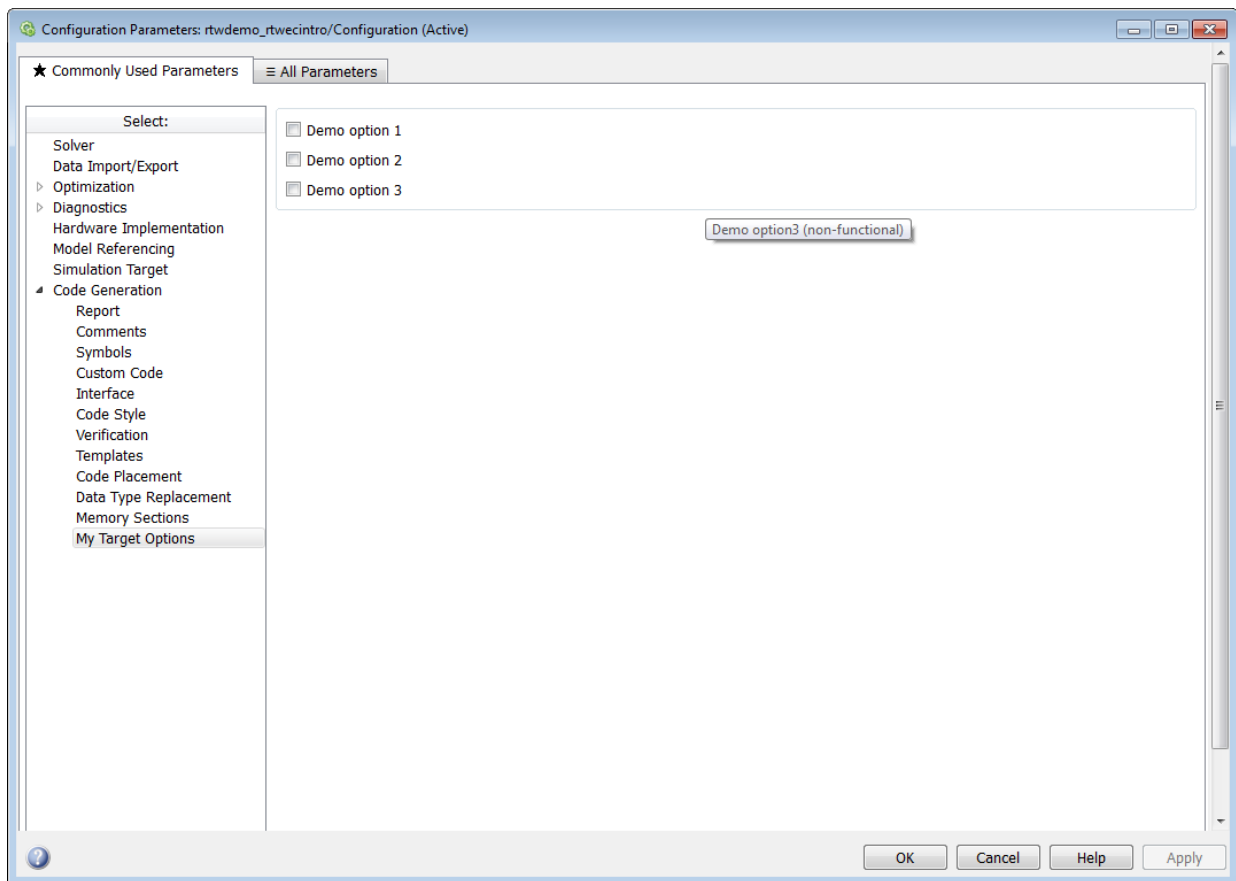 Configuration Parameters: rtwdemo_rtwecintro/Configuration (Active)
★ Commonly Used Parameters
≡ All Parameters
Select:
Solver
Data Import/Export
Optimization
Diagnostics
Hardware Implementation
Model Referencing
Simulation Target
Code Generation
Report
Comments
Symbols
Custom Code
Interface
Code Style
Verification
Templates
Code Placement
Data Type Replacement
Memory Sections
My Target Options
Demo option 1
Demo option 2
Demo option 3
Demo option3 (non-functional)
OK
Cancel
Help
Apply